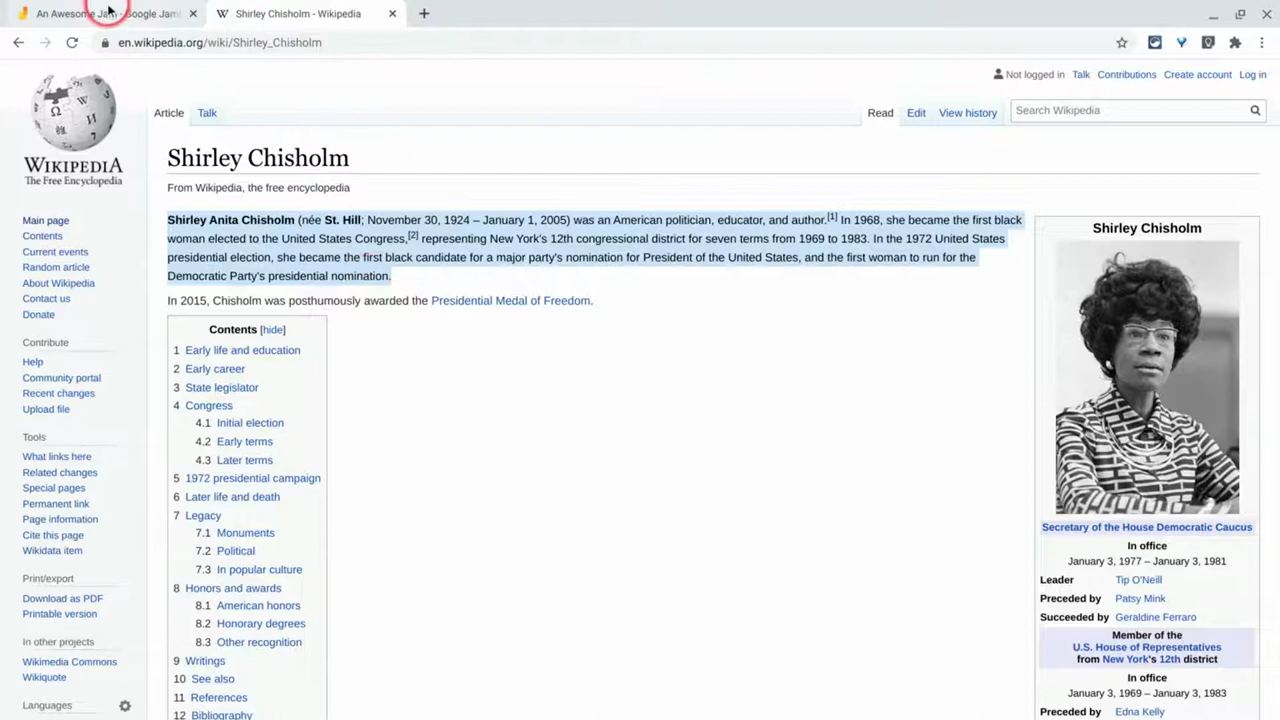 An Awesome Jam - Google Jam
Shirley Chisholm - Wikipedia
en.wikipedia.org/wiki/Shirley_Chisholm
Not logged in Talk Contributions Create account Log in
Article Talk
Read Edit View history
Search Wikipedia
WIKIPEDIA
The Free Encyclopedia
Main page
Contents
Current events
Random article
About Wikipedia
Contact us
Donate
Contribute
Help
Community portal
Recent changes
Upload file
Tools
What links here
Related changes
Special pages
Permanent link
Page information
Cite this page
Wikidata item
Print/export
Download as PDF
Printable version
In other projects
Wikimedia Commons
Wikiquote
Languages
Shirley Chisholm
From Wikipedia, the free encyclopedia
Shirley Anita Chisholm (née St. Hill; November 30, 1924 – January 1, 2005) was an American politician, educator, and author.[1] In 1968, she became the first black
woman elected to the United States Congress,[2] representing New York's 12th congressional district for seven terms from 1969 to 1983. In the 1972 United States
presidential election, she became the first black candidate for a major party's nomination for President of the United States, and the first woman to run for the
Democratic Party's presidential nomination.
In 2015, Chisholm was posthumously awarded the Presidential Medal of Freedom.
Contents [hide]
1 Early life and education
2 Early career
3 State legislator
4 Congress
4.1 Initial election
4.2 Early terms
4.3 Later terms
5 1972 presidential campaign
6 Later life and death
7 Legacy
7.1 Monuments
7.2 Political
7.3 In popular culture
8 Honors and awards
8.1 American honors
8.2 Honorary degrees
8.3 Other recognition
9 Writings
10 See also
11 References
12 Bibliography
Shirley Chisholm
Secretary of the House Democratic Caucus
In office
January 3, 1977 – January 3, 1981
Leader Tip O'Neill
Preceded by Patsy Mink
Succeeded by Geraldine Ferraro
Member of the
U.S. House of Representatives
from New York's 12th district
In office
January 3, 1969 – January 3, 1983
Preceded by Edna Kelly